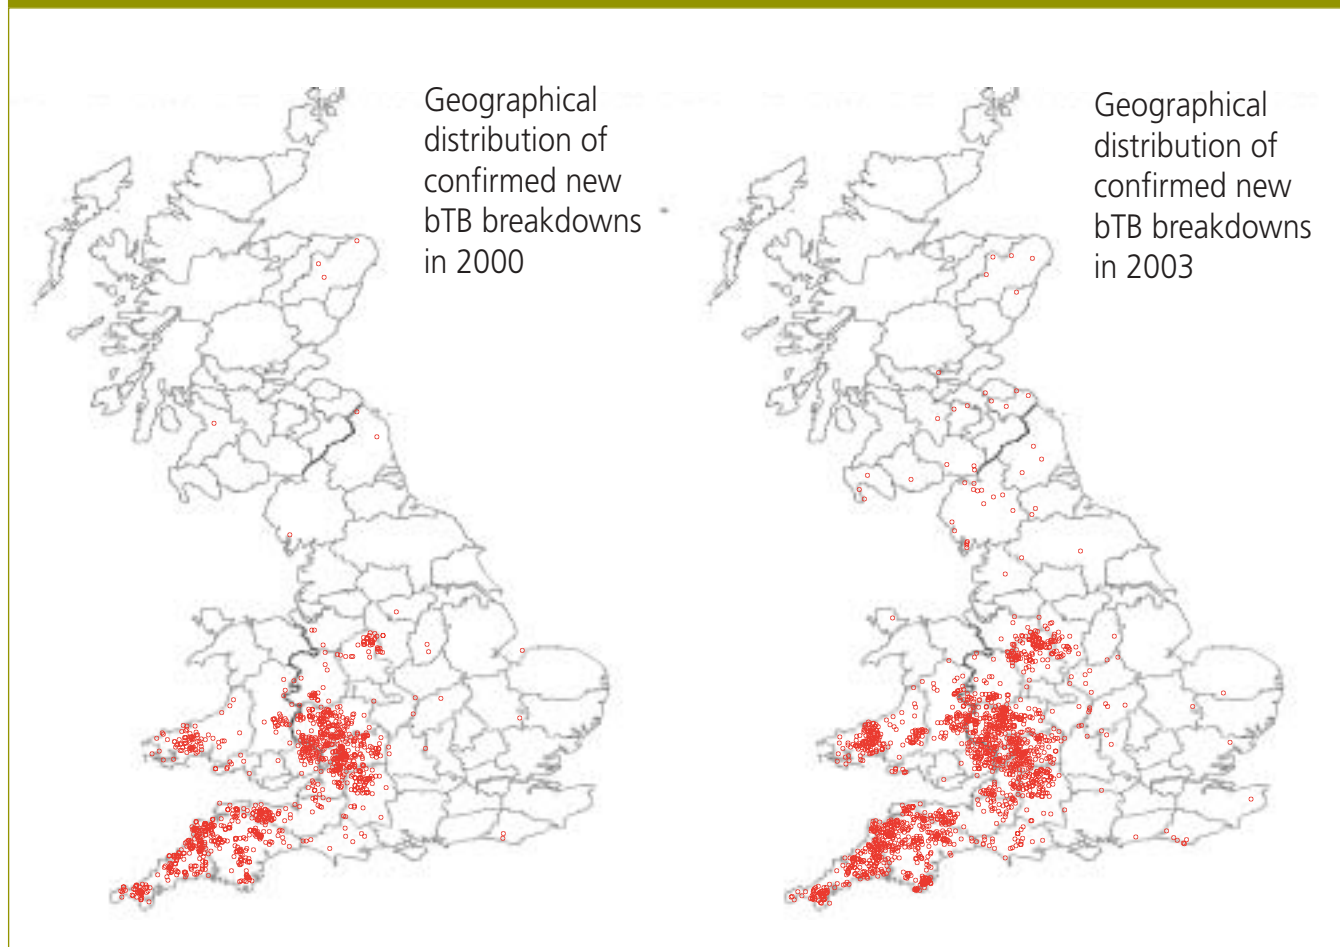 Geographical
distribution of
confirmed new
bTB breakdowns
in 2000
Geographical
distribution of
confirmed new
bTB breakdowns
in 2003